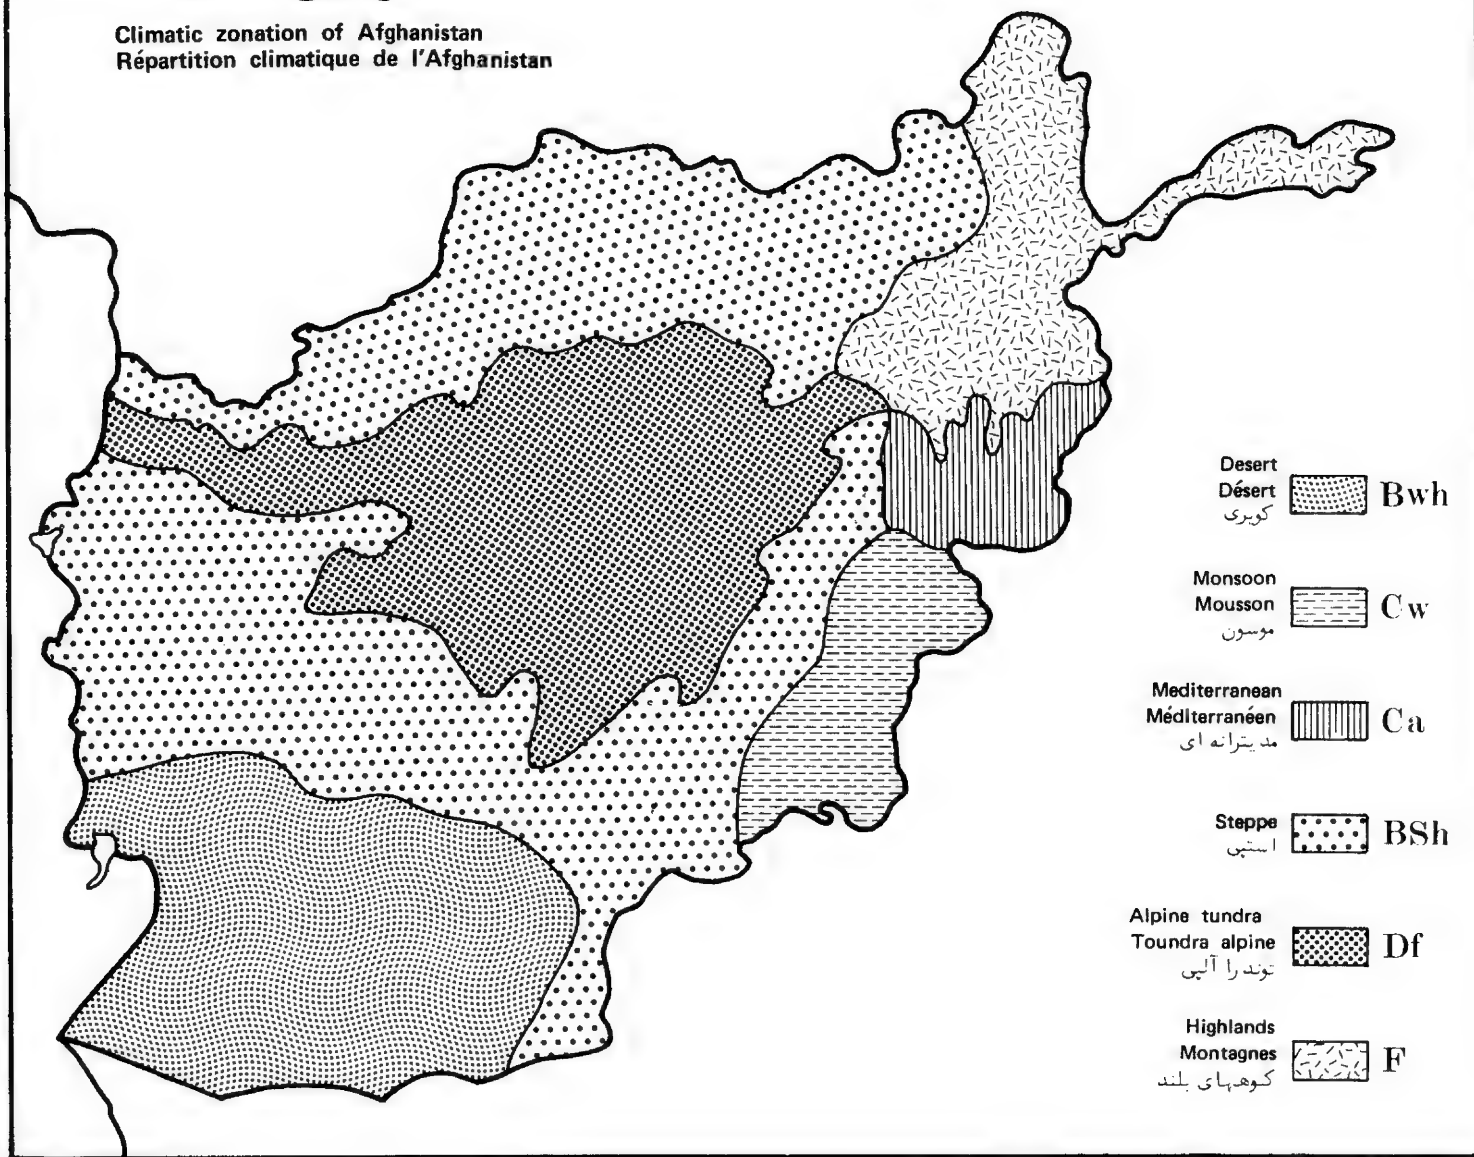 Climatic zonation of Afghanistan
Répartition climatique de l'Afghanistan
Desert
Désert
کویری
Bwh
Monsoon
Mousson
موسون
Cw
Mediterranean
Méditerranéen
مدیترانه ای
Ca
Steppe
استپی
BSh
Alpine tundra
Toundra alpine
توندرا آلپی
Df
Highlands
Montagnes
کوههای بلند
F